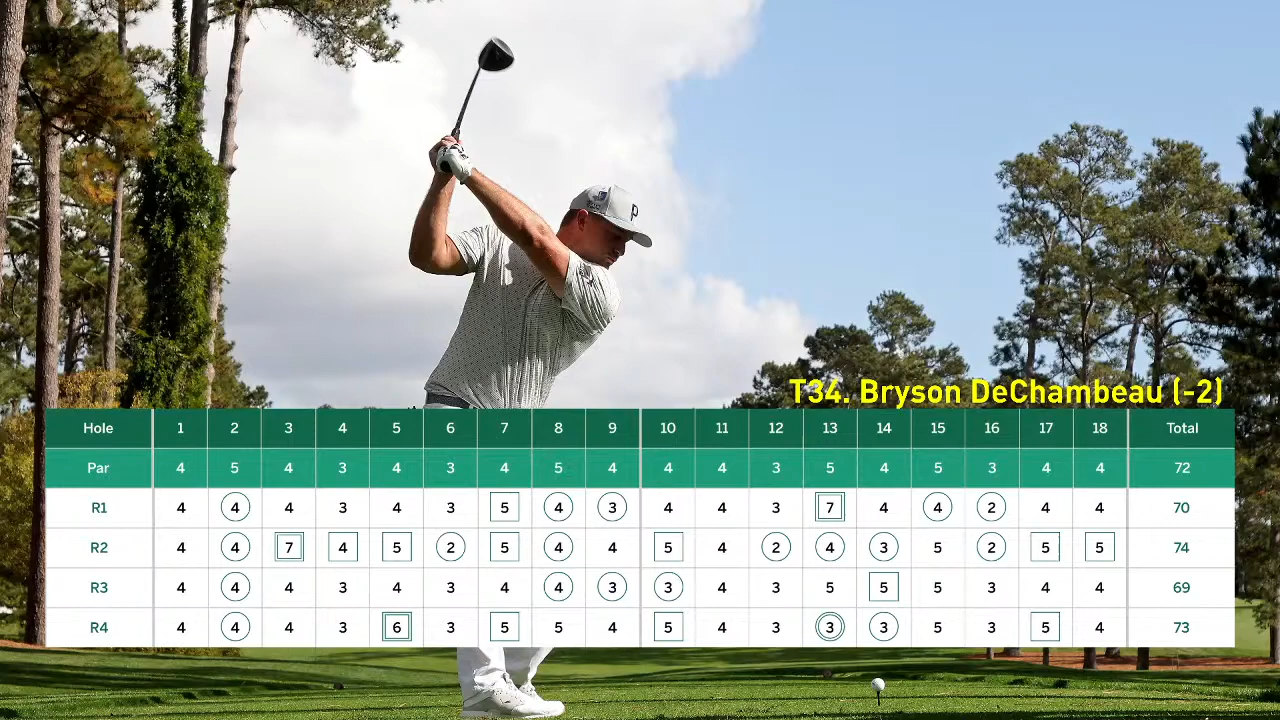 P
T34. Bryson DeChambeau (-2)
Hole 1 2 3 4 5 6 7 8 9 10 11 12 13 14 15 16 17 18 Total
Par 4 5 4 3 4 3 4 5 4 4 4 3 5 4 5 3 4 4 72
R1 4 4 4 3 4 3 5 4 3 4 4 3 7 4 4 2 4 4 70
R2 4 4 7 4 5 2 5 4 4 5 4 2 4 3 5 2 5 5 74
R3 4 4 4 3 4 3 4 4 3 3 4 3 5 5 5 3 4 4 69
R4 4 4 4 3 6 3 5 5 4 5 4 3 3 3 5 3 5 4 73